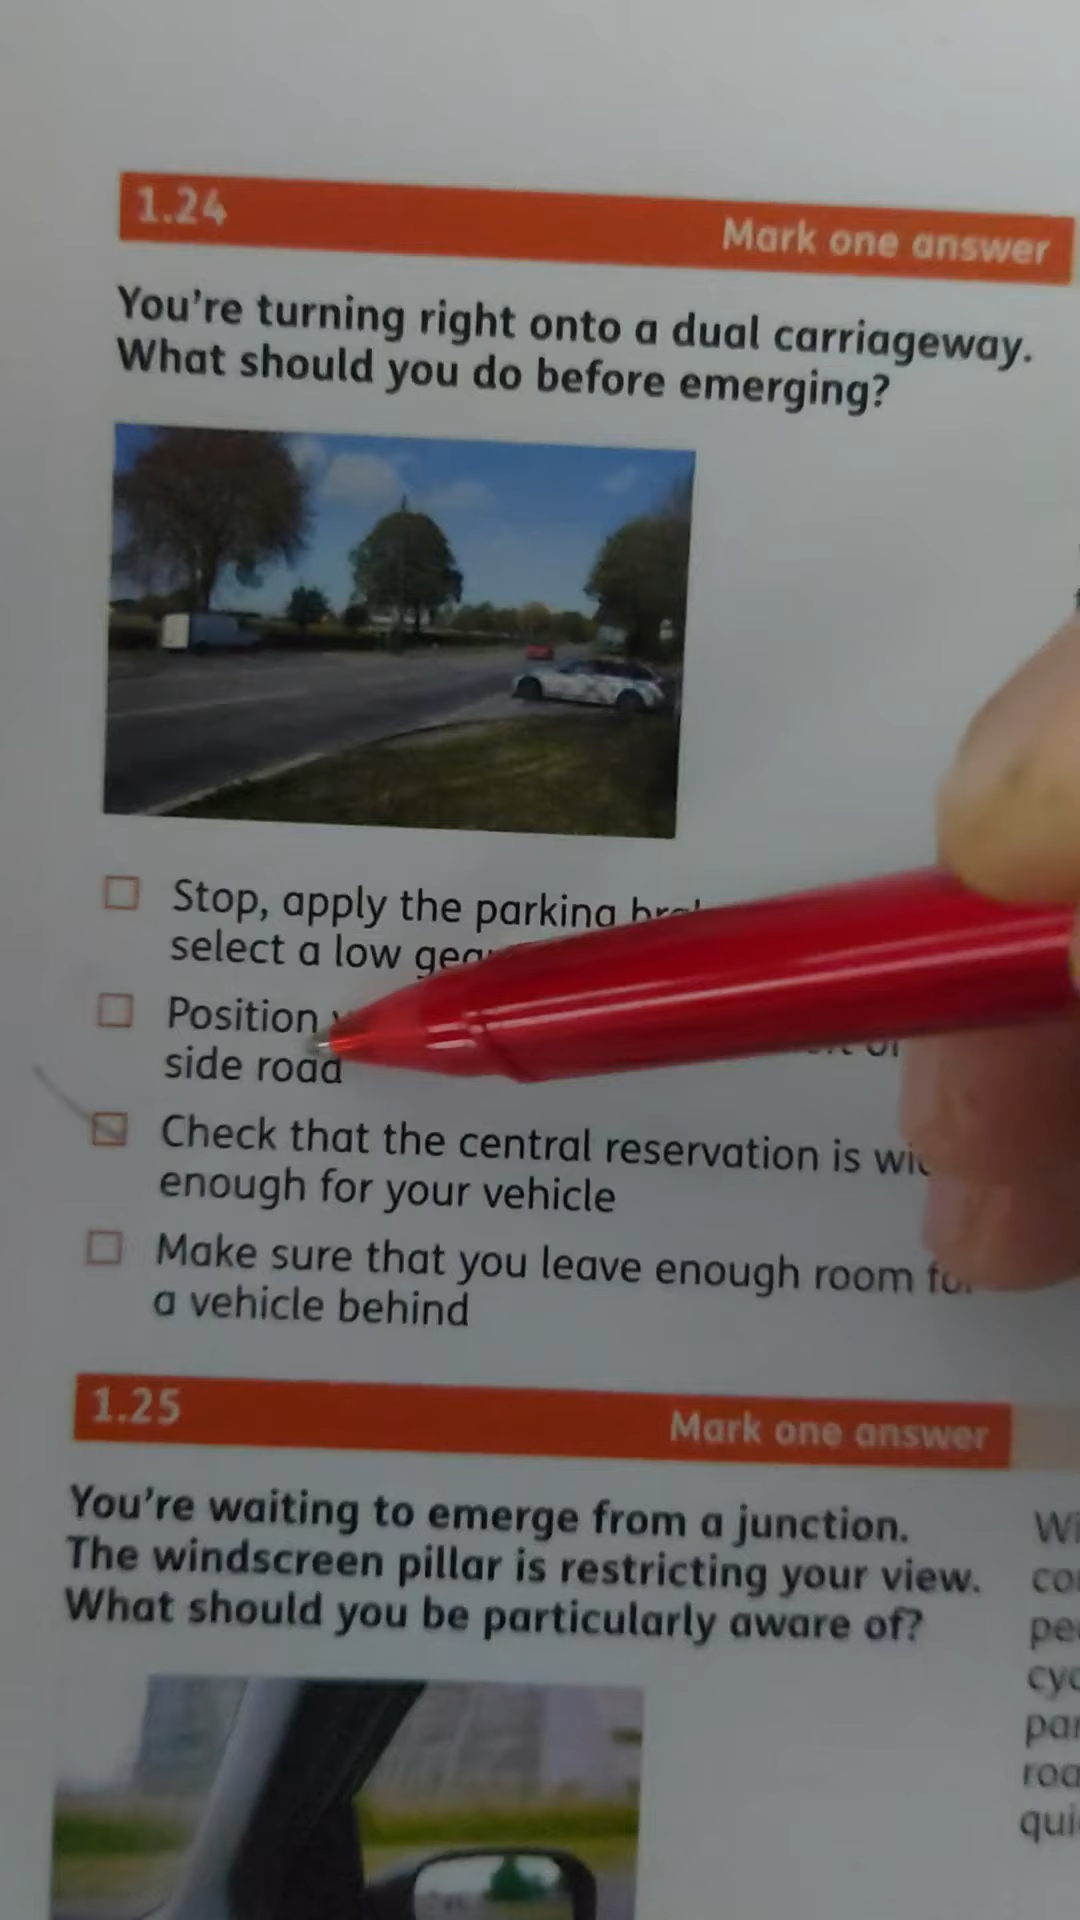 1.24
Mark one answer
You're turning right onto a dual carriageway.
What should you do before emerging?
Stop, apply the parking
select a low
Position
side road
Check that the central reservation is
enough for your vehicle
Make sure that you leave enough room
a vehicle behind
1.25
Mark one answer
You're waiting to emerge from a junction.
The windscreen pillar is restricting your view.
What should you be particularly aware of?